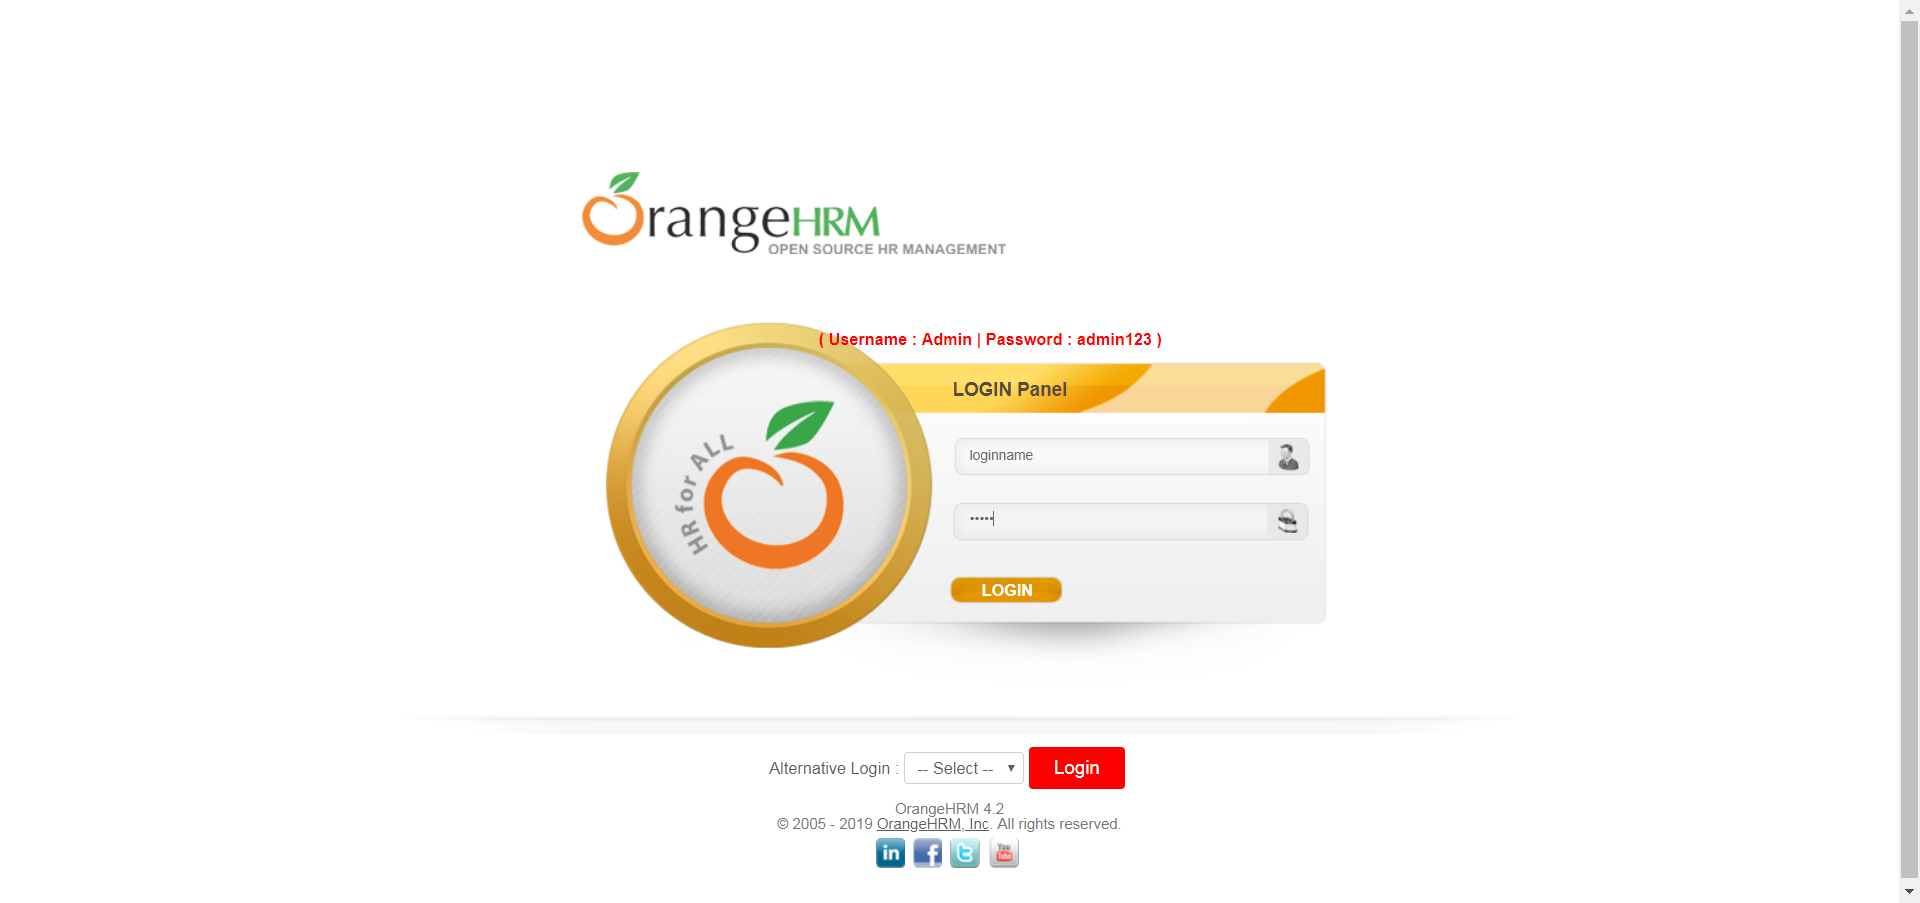 OrangeHRM
OPEN SOURCE HR MANAGEMENT
( Username : Admin | Password : admin123 )
LOGIN Panel
HR for ALL
loginname
•••••
LOGIN
Alternative Login : -- Select -- Login
OrangeHRM 4.2
© 2005 - 2019 OrangeHRM, Inc. All rights reserved.
in f t You Tube